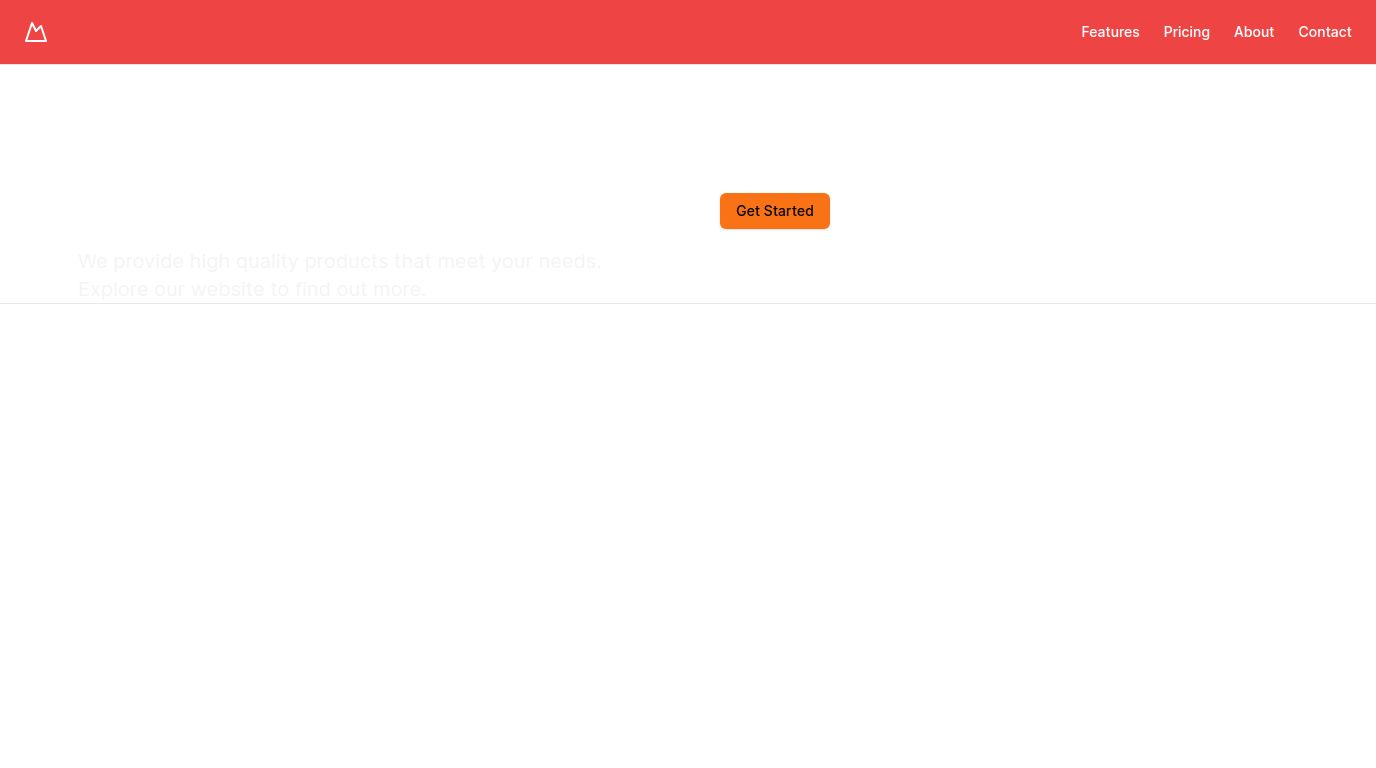 Features
Pricing
About
Contact
Get Started
We provide high quality products that meet your needs.
Explore our website to find out more.